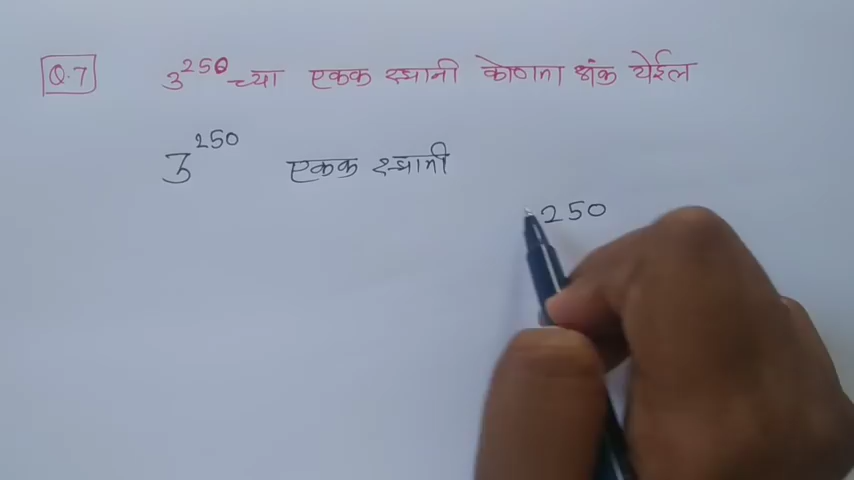 Q.7 3^250 च्या एकक स्थानी कोणता अंक येईल
3^250 एकक स्थानी
250